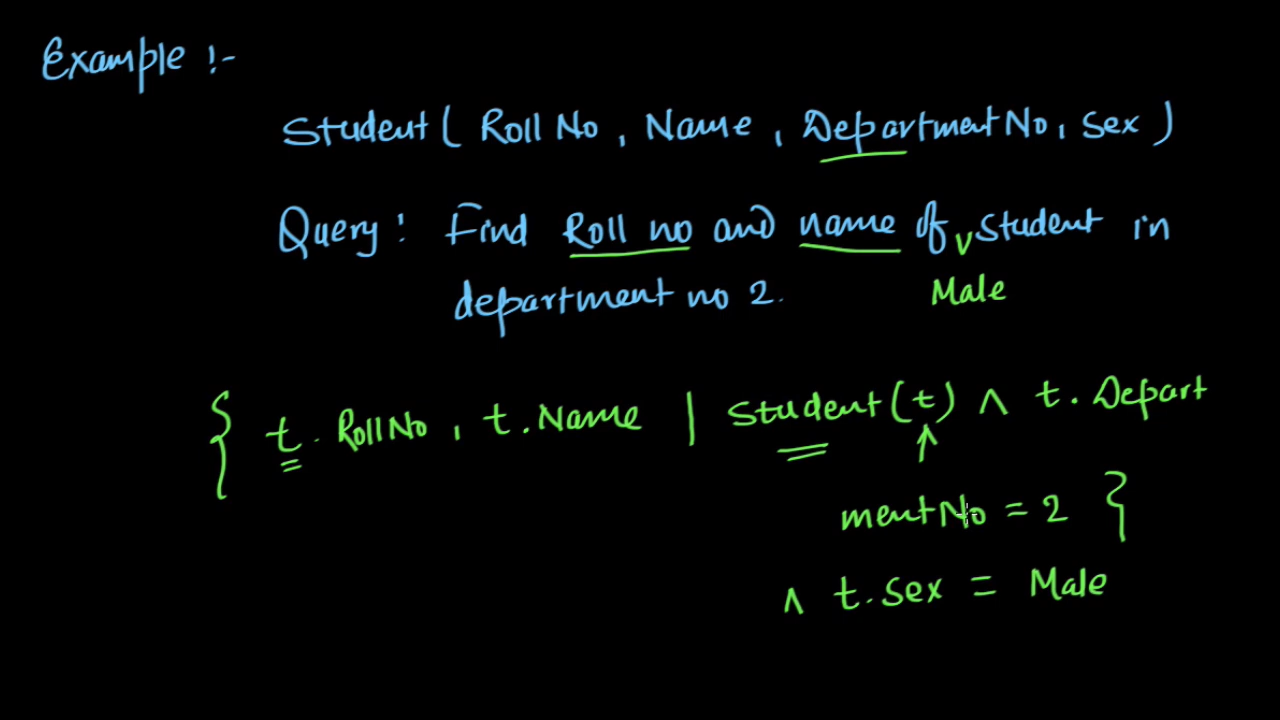 Example :-
Student ( Roll No , Name , DepartmentNo, Sex )
Query : Find Roll no and name of ∨ student in
Male
department no 2.
{ t. RollNo , t. Name | Student (t) ∧ t. Depart
mentNo = 2 }
∧ t. sex = Male